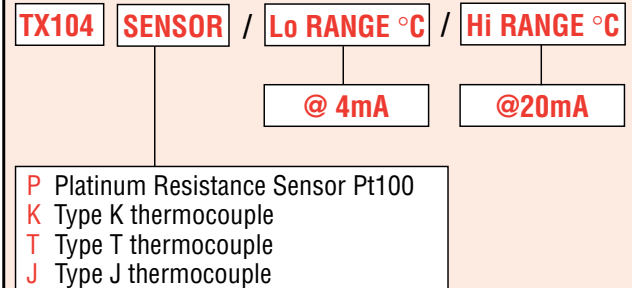 TX104 SENSOR / Lo RANGE °C / Hi RANGE °C
@ 4mA @20mA
P Platinum Resistance Sensor Pt100
K Type K thermocouple
T Type T thermocouple
J Type J thermocouple